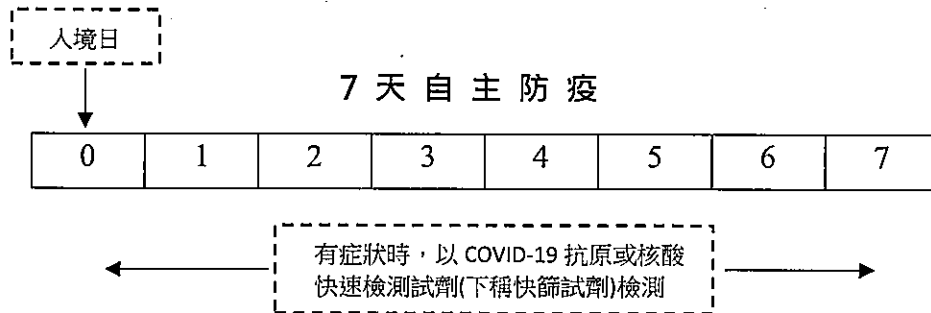 入境日
7 天 自 主 防 疫
0 1 2 3 4 5 6 7
有症狀時，以 COVID-19 抗原或核酸
快速檢測試劑(下稱快篩試劑)檢測